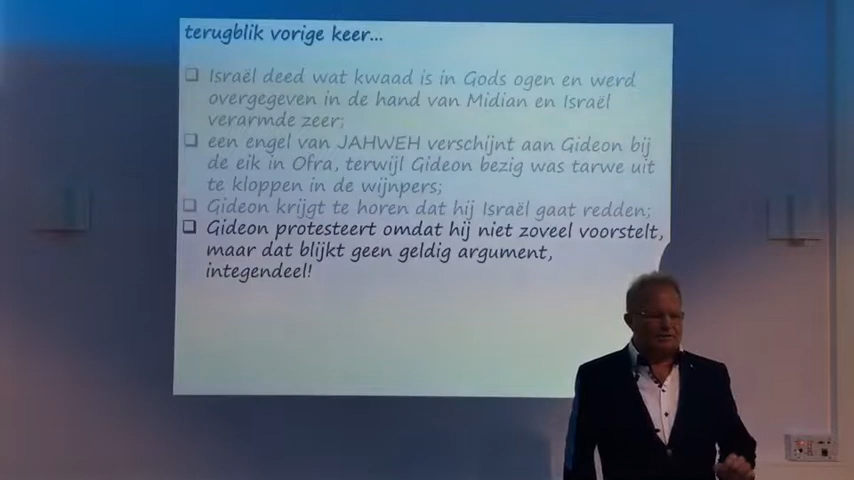 terugblik vorige keer...
❑ Israël deed wat kwaad is in Gods ogen en werd
overgegeven in de hand van Midian en Israël
verarmde zeer;
❑ een engel van JAHWEH verschijnt aan Gideon bij
de eik in Ofra, terwijl Gideon bezig was tarwe uit
te kloppen in de wijnpers;
❑ Gideon krijgt te horen dat hij Israël gaat redden;
❑ Gideon protesteert omdat hij niet zoveel voorstelt,
maar dat blijkt geen geldig argument,
integendeel!